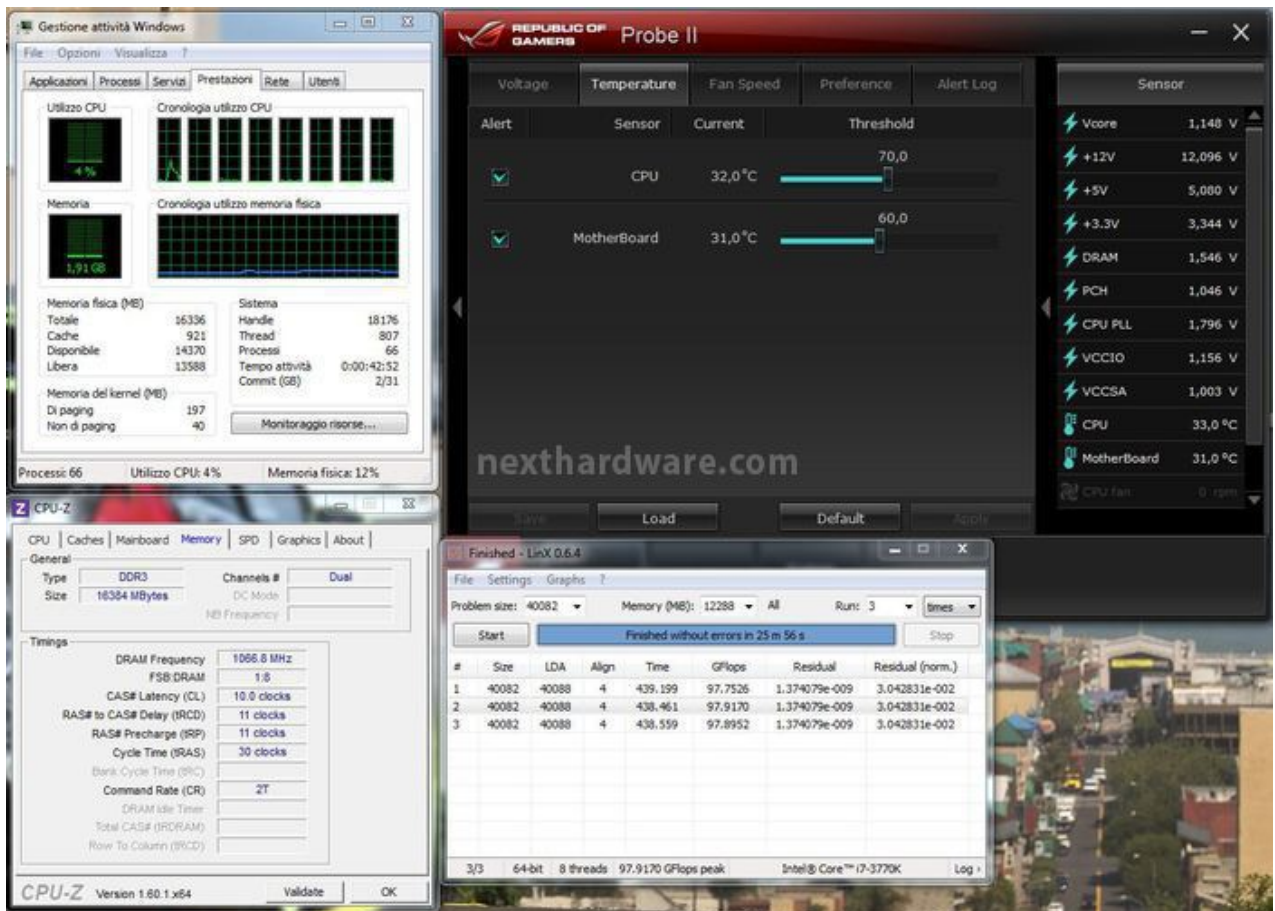 Gestione attività Windows
File Opzioni Visualizza ?
Applicazioni Processi Servizi Prestazioni Rete Utenti
Utilizzo CPU
Cronologia utilizzo CPU
4 %
Memoria
Cronologia utilizzo memoria fisica
1,91 GB
Memoria fisica (MB)
Totale 16336
Cache 921
Disponibile 14370
Libera 13588
Memoria del kernel (MB)
Di paging 197
Non di paging 40
Sistema
Handle 18176
Thread 807
Processi 66
Tempo attività 0:00:42:52
Commit (GB) 2/31
Monitoraggio risorse...
Processi: 66 Utilizzo CPU: 4% Memoria fisica: 12%
REPUBLIC OF
GAMERS
Probe II
Voltage Temperature Fan Speed Preference Alert Log
Alert Sensor Current Threshold
70,0
CPU 32,0°C
60,0
MotherBoard 31,0°C
nexthardware.com
Save Load Default Apply
Sensor
Vcore 1,148 V
+12V 12,096 V
+5V 5,080 V
+3.3V 3,344 V
DRAM 1,546 V
PCH 1,046 V
CPU PLL 1,796 V
VCCIO 1,156 V
VCCSA 1,003 V
CPU 33,0 °C
MotherBoard 31,0 °C
CPU fan 0 rpm
Z CPU-Z
CPU Caches Mainboard Memory SPD Graphics About
General
Type DDR3 Channels # Dual
Size 16384 MBytes DC Mode
NB Frequency
Timings
DRAM Frequency 1066.8 MHz
FSB:DRAM 1:8
CAS# Latency (CL) 10.0 clocks
RAS# to CAS# Delay (tRCD) 11 clocks
RAS# Precharge (tRP) 11 clocks
Cycle Time (tRAS) 30 clocks
Bank Cycle Time (tRC)
Command Rate (CR) 2T
DRAM Idle Timer
Total CAS# (tRDRAM)
Row To Column (tRCD)
CPU-Z Version 1.60.1.x64 Validate OK
Finished - LinX 0.6.4
File Settings Graphs ?
Problem size: 40082 Memory (MiB): 12288 All Run: 3 times
Start Finished without errors in 25 m 56 s Stop
# Size LDA Align Time GFlops Residual Residual (norm.)
1 40082 40088 4 439.199 97.7526 1.374079e-009 3.042831e-002
2 40082 40088 4 438.461 97.9170 1.374079e-009 3.042831e-002
3 40082 40088 4 438.559 97.8952 1.374079e-009 3.042831e-002
3/3 64-bit 8 threads 97.9170 GFlops peak Intel® Core™ i7-3770K Log ›